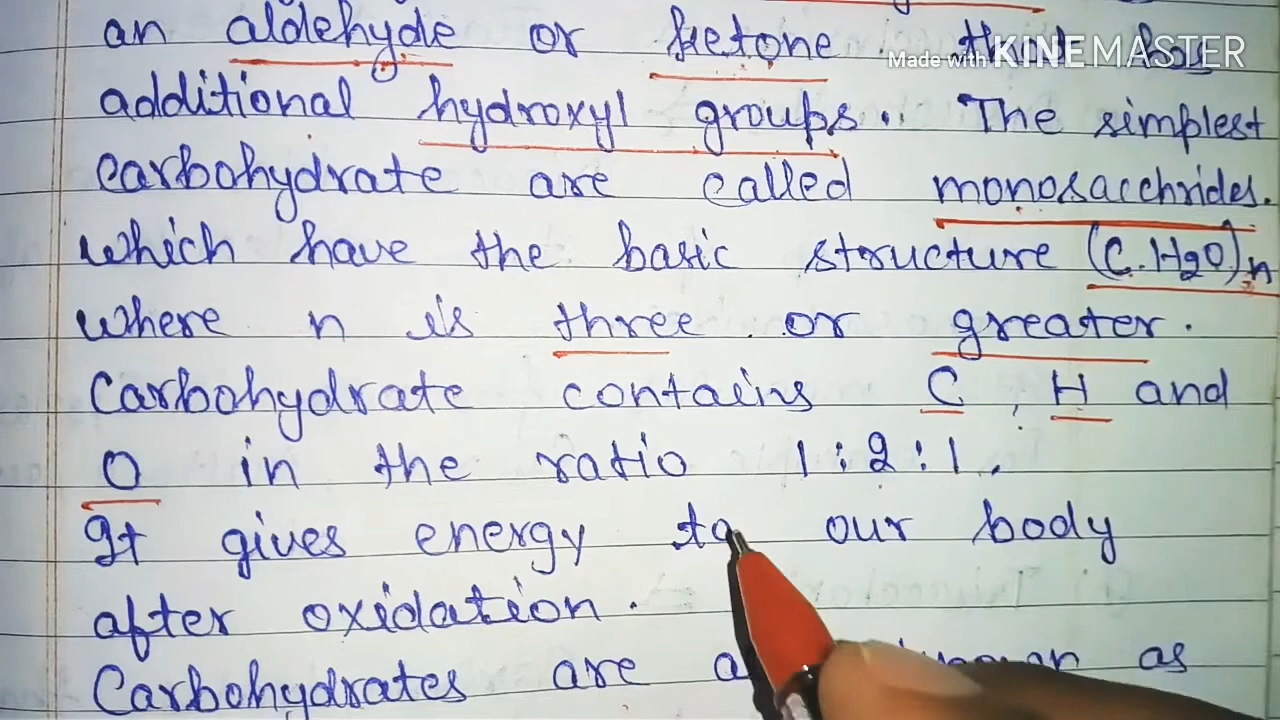 an aldehyde or ketone that has
Made with KINEMASTER
additional hydroxyl groups.. The simplest
carbohydrate are called monosacchrides.
which have the basic structure (C.H2O)n
where n is three or greater.
Carbohydrate contains C, H and
O in the ratio 1:2:1.
It gives energy to our body
after oxidation.
Carbohydrates are as